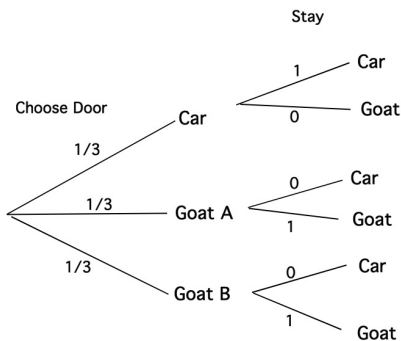 Stay
Choose Door
1/3
Car
1
Car
0
Goat
1/3
Goat A
0
Car
1
Goat
1/3
Goat B
0
Car
1
Goat